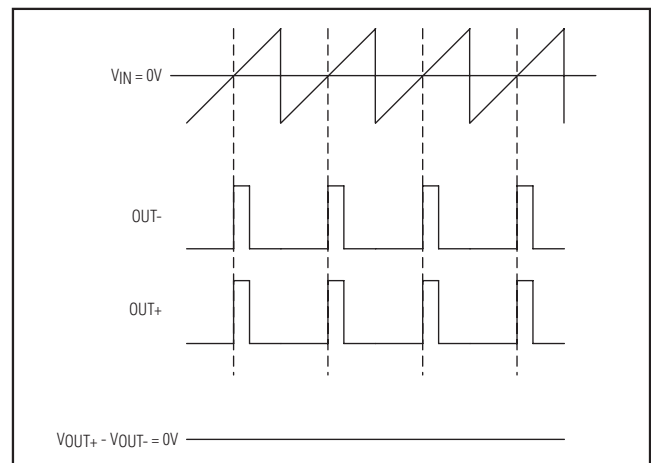 VIN = 0V
OUT-
OUT+
VOUT+ - VOUT- = 0V